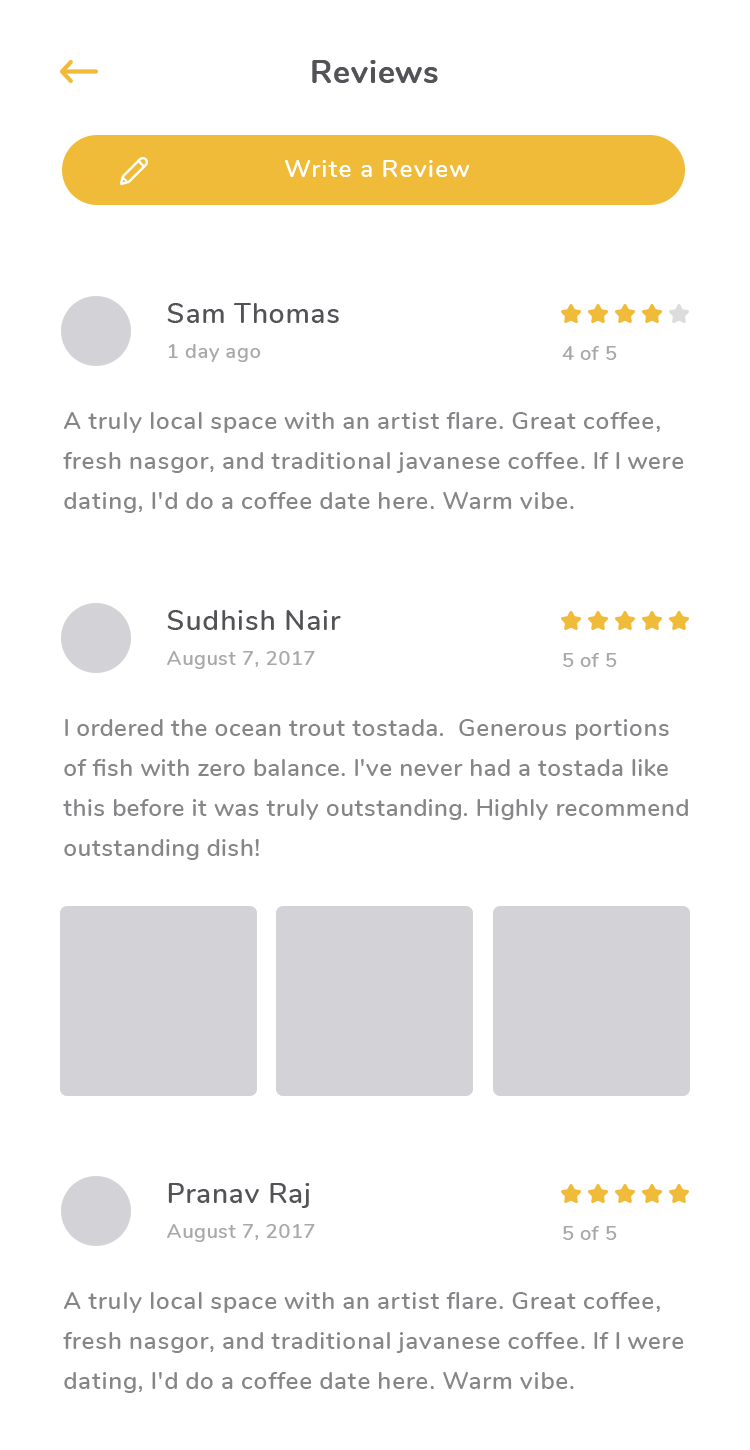 Reviews
Write a Review
Sam Thomas
1 day ago
4 of 5
A truly local space with an artist flare. Great coffee,
fresh nasgor, and traditional javanese coffee. If I were
dating, I'd do a coffee date here. Warm vibe.
Sudhish Nair
August 7, 2017
5 of 5
I ordered the ocean trout tostada.  Generous portions
of fish with zero balance. I've never had a tostada like
this before it was truly outstanding. Highly recommend
outstanding dish!
Pranav Raj
August 7, 2017
5 of 5
A truly local space with an artist flare. Great coffee,
fresh nasgor, and traditional javanese coffee. If I were
dating, I'd do a coffee date here. Warm vibe.